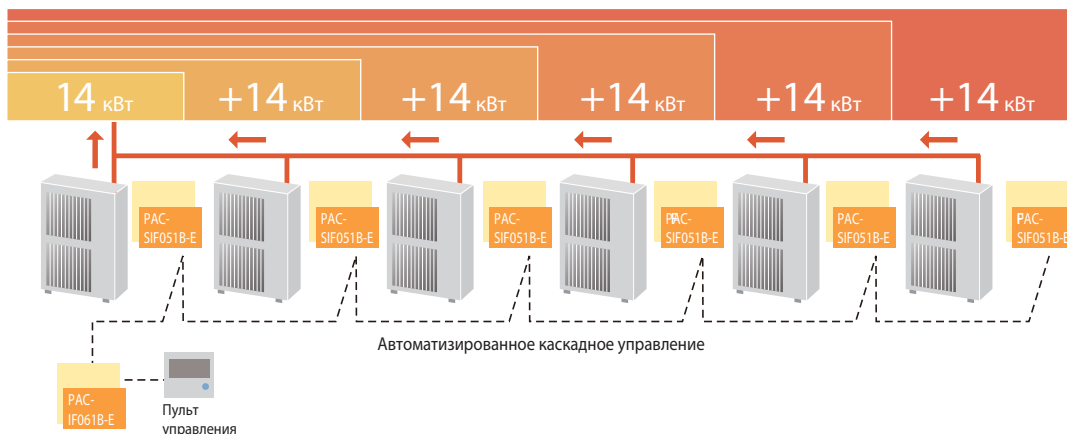 14 кВт
+14 кВт
+14 кВт
+14 кВт
+14 кВт
+14 кВт
PAC-
SIF051B-E
PAC-
SIF051B-E
PAC-
SIF051B-E
PAC-
SIF051B-E
PAC-
SIF051B-E
PAC-
SIF051B-E
Автоматизированное каскадное управление
PAC-
IF061B-E
Пульт
управления